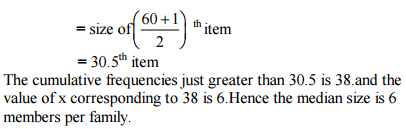 = size of (60 + 1 / 2) th item
= 30.5th item
The cumulative frequencies just greater than 30.5 is 38.and the
value of x corresponding to 38 is 6.Hence the median size is 6
members per family.